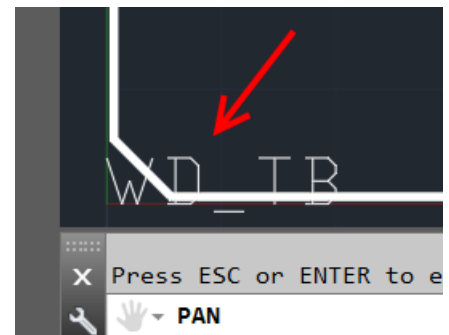 WD_TB
Press ESC or ENTER to e
PAN